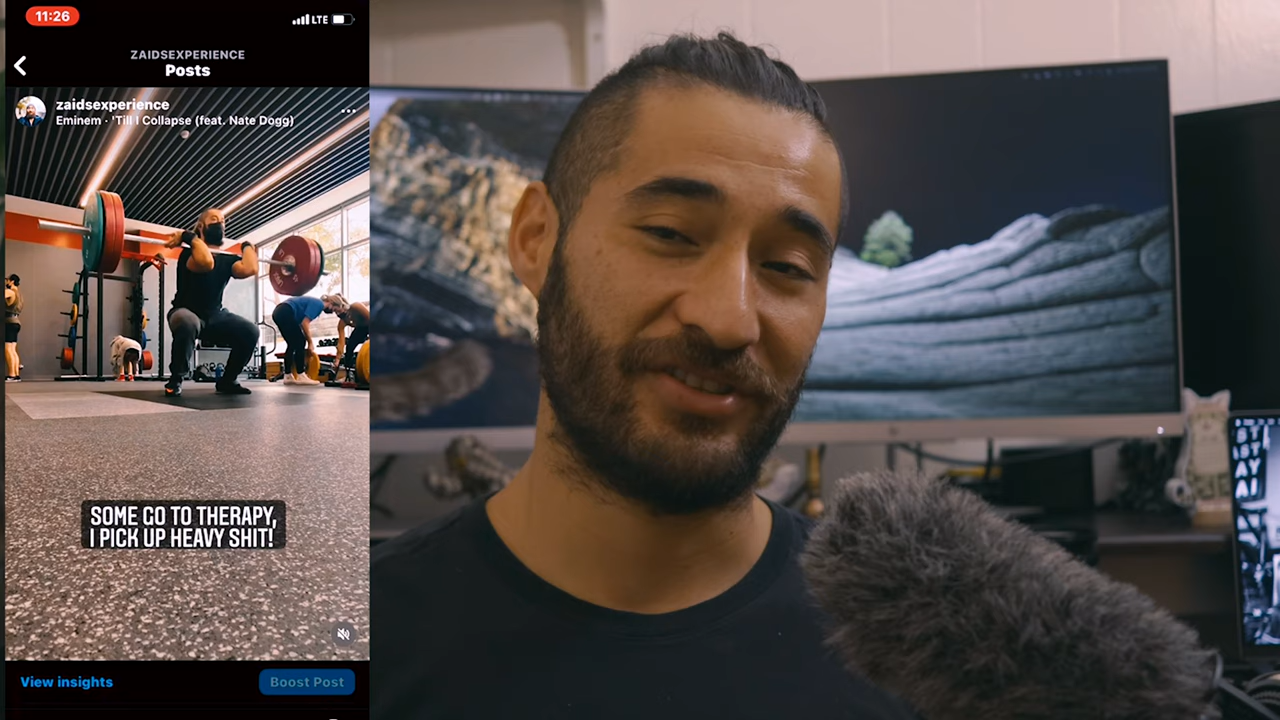 11:26
LTE
ZAIDSEXPERIENCE
Posts
zaidsexperience
Eminem · 'Till I Collapse (feat. Nate Dogg)
SOME GO TO THERAPY,
I PICK UP HEAVY SHIT!
View insights
Boost Post